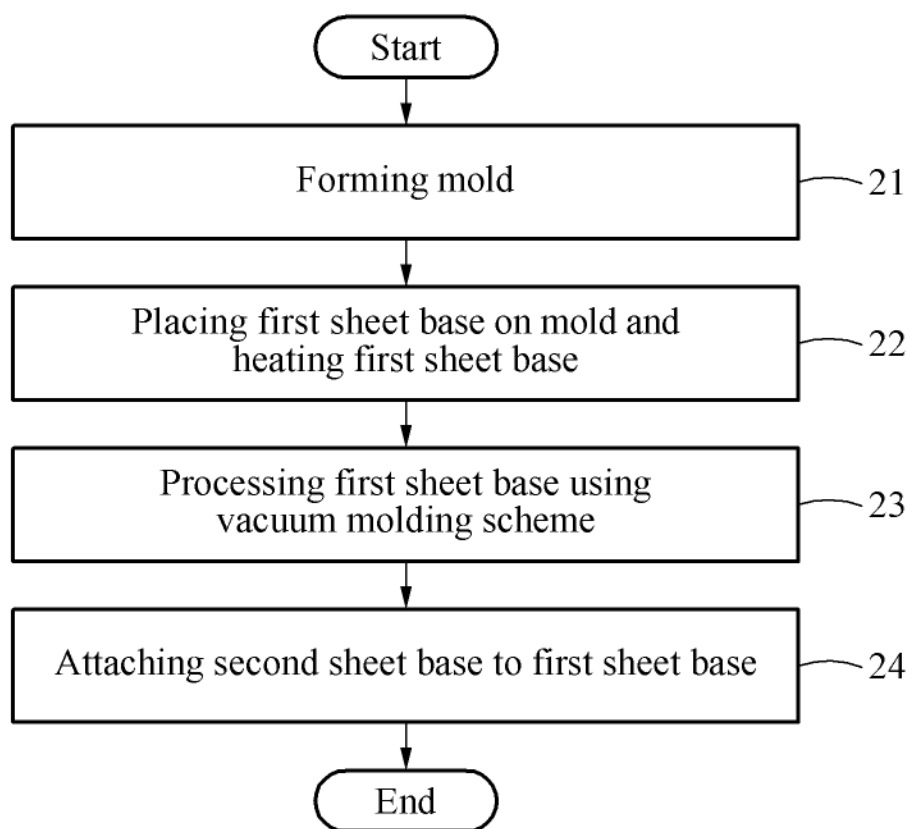 Start
Forming mold
21
Placing first sheet base on mold and
heating first sheet base
22
Processing first sheet base using
vacuum molding scheme
23
Attaching second sheet base to first sheet base
24
End